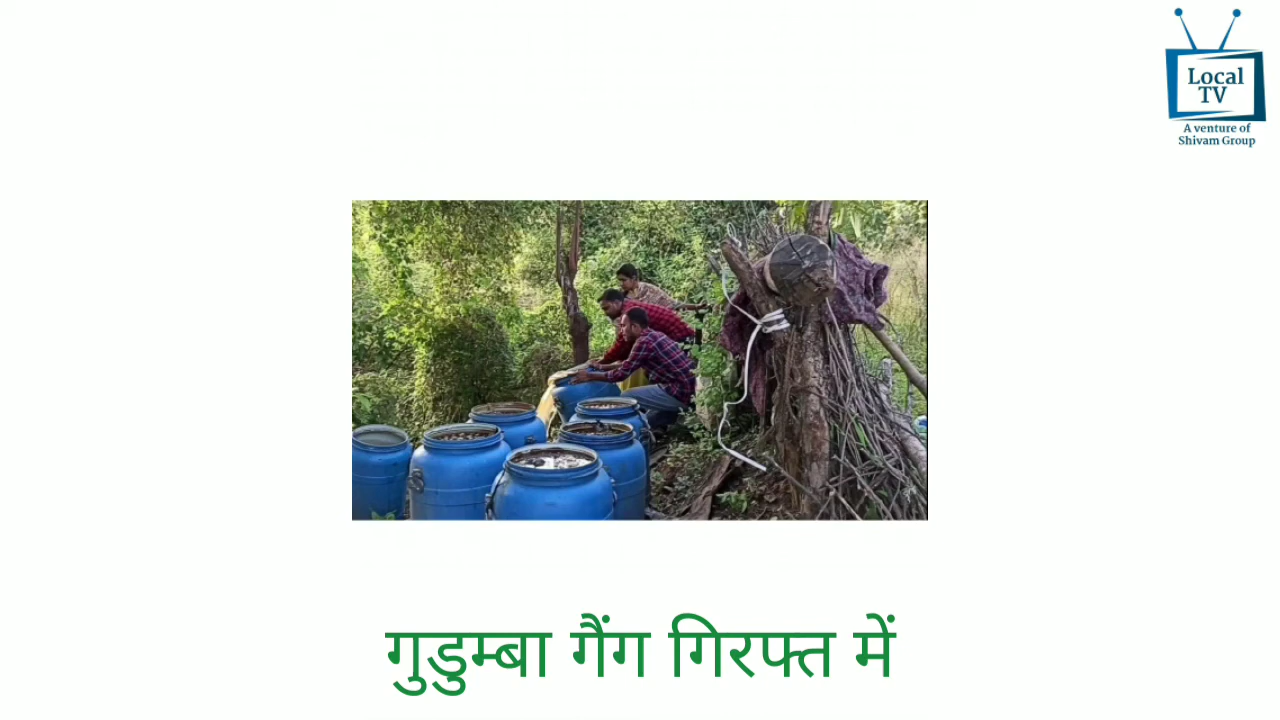 Local
TV
A venture of
Shivam Group
गुडुम्बा गैंग गिरफ्त में